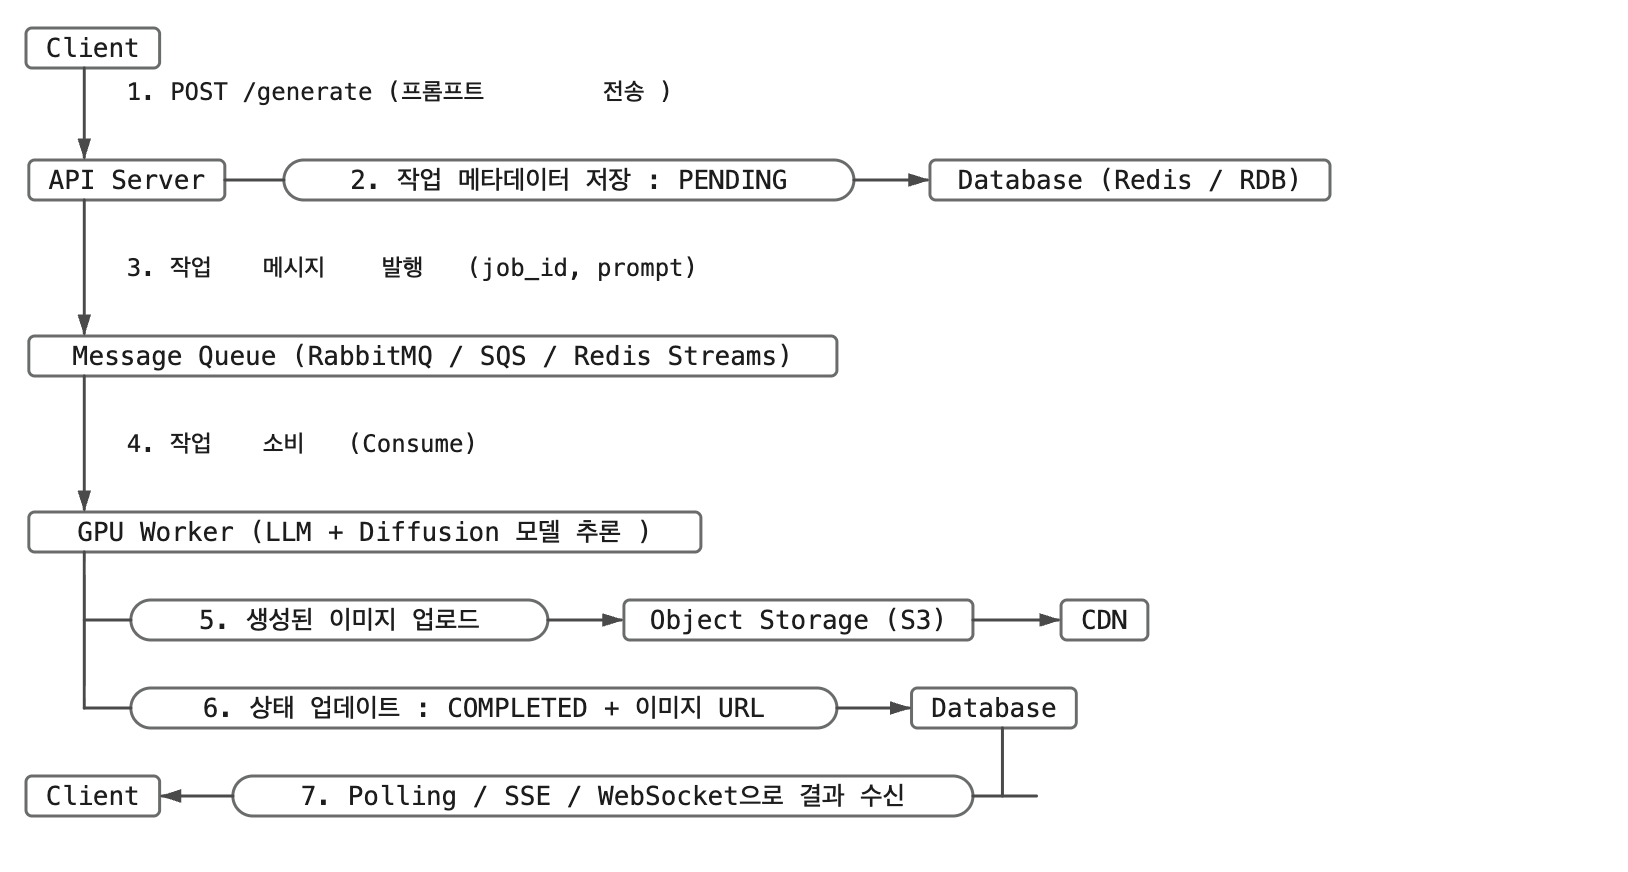 Client
1. POST /generate (프롬프트 전송 )
API Server
2. 작업 메타데이터 저장 : PENDING
Database (Redis / RDB)
3. 작업 메시지 발행 (job_id, prompt)
Message Queue (RabbitMQ / SQS / Redis Streams)
4. 작업 소비 (Consume)
GPU Worker (LLM + Diffusion 모델 추론 )
5. 생성된 이미지 업로드
Object Storage (S3)
CDN
6. 상태 업데이트 : COMPLETED + 이미지 URL
Database
Client
7. Polling / SSE / WebSocket으로 결과 수신